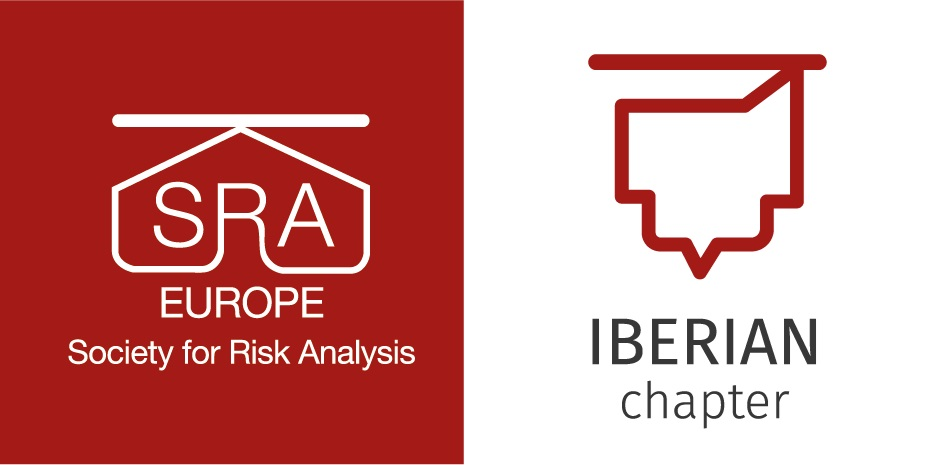 SRA
EUROPE
Society for Risk Analysis
IBERIAN
chapter